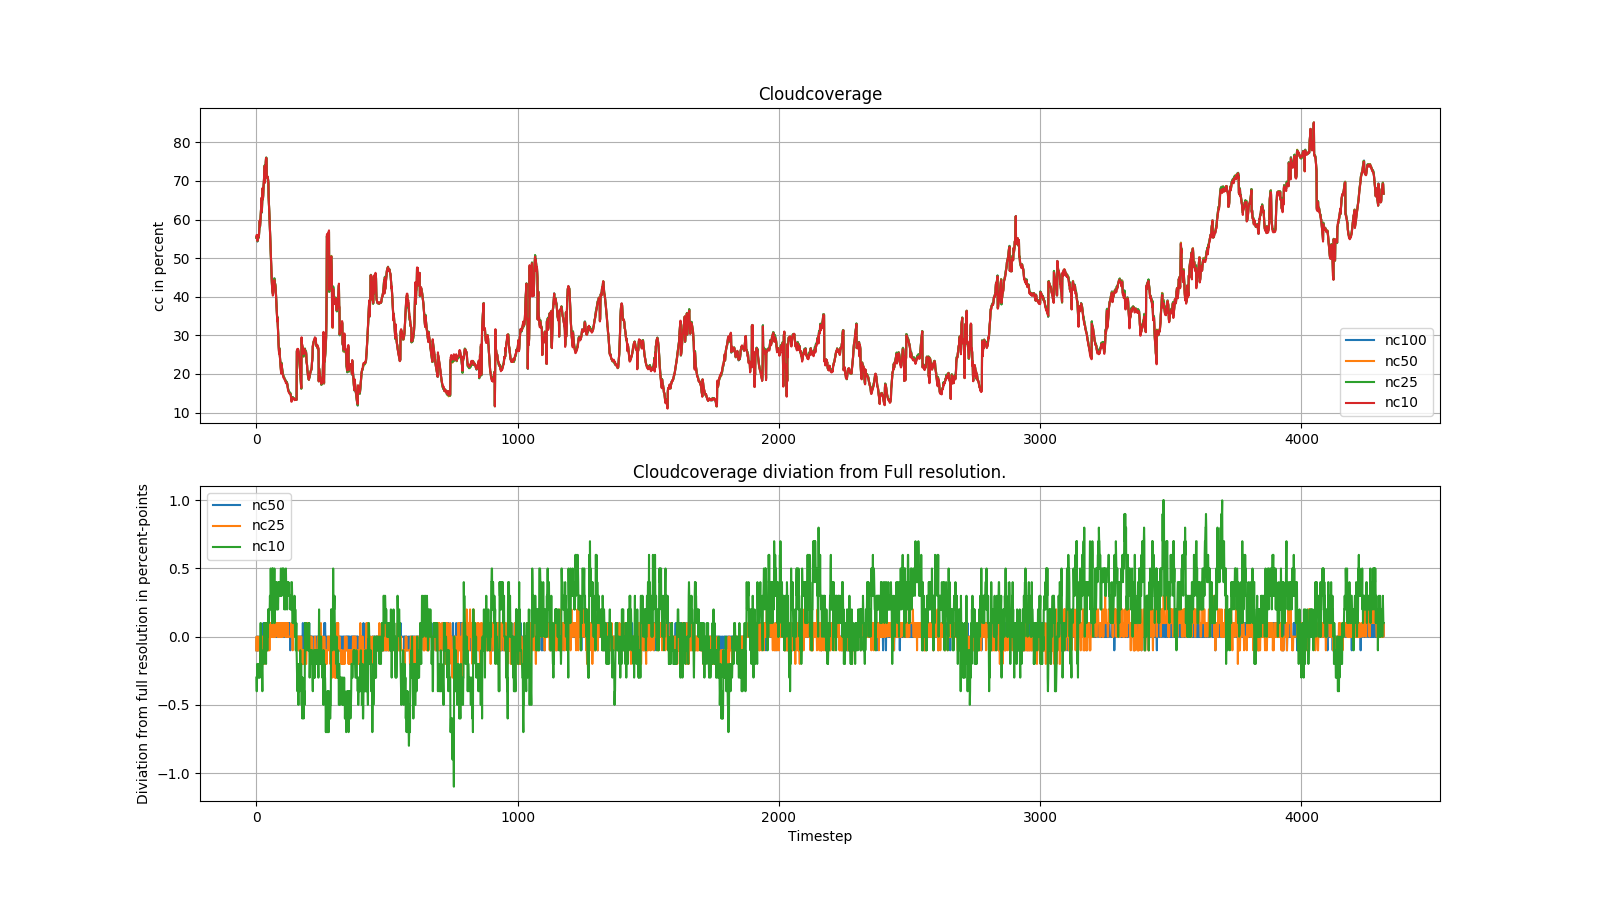 Cloudcoverage
cc in percent
80
70
60
50
40
30
20
10
0 1000 2000 3000 4000
nc100
nc50
nc25
nc10
Cloudcoverage diviation from Full resolution.
Diviation from full resolution in percent-points
1.0
0.5
0.0
−0.5
−1.0
nc50
nc25
nc10
0 1000 2000 3000 4000
Timestep